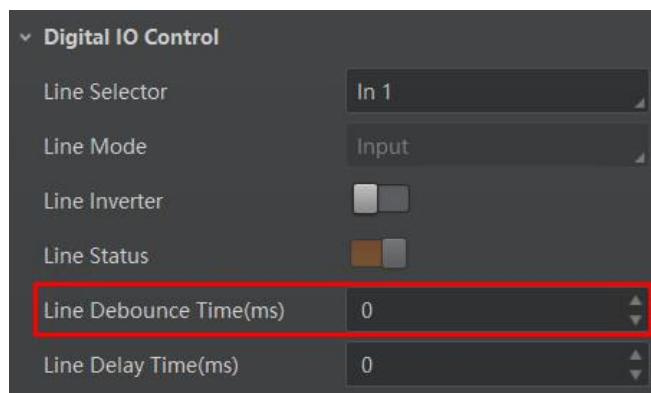 Digital IO Control
Line Selector In 1
Line Mode Input
Line Inverter
Line Status
Line Debounce Time(ms) 0
Line Delay Time(ms) 0